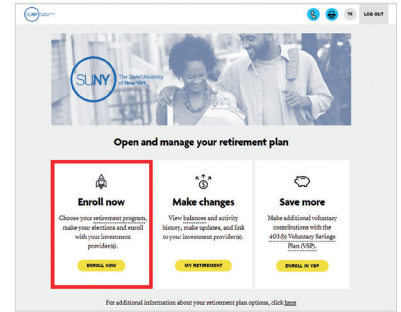 SUNY
TS LOG OUT
SUNY The State University
of New York
Open and manage your retirement plan
Enroll now
Choose your retirement program,
make your elections and enroll
with your investment
provider(s).
ENROLL NOW
Make changes
View balances and activity
history, make updates, and link
to your investment provider(s).
MY RETIREMENT
Save more
Make additional voluntary
contributions with the
403(b) Voluntary Savings
Plan (VSP).
ENROLL IN VSP
For additional information about your retirement plan options, click here